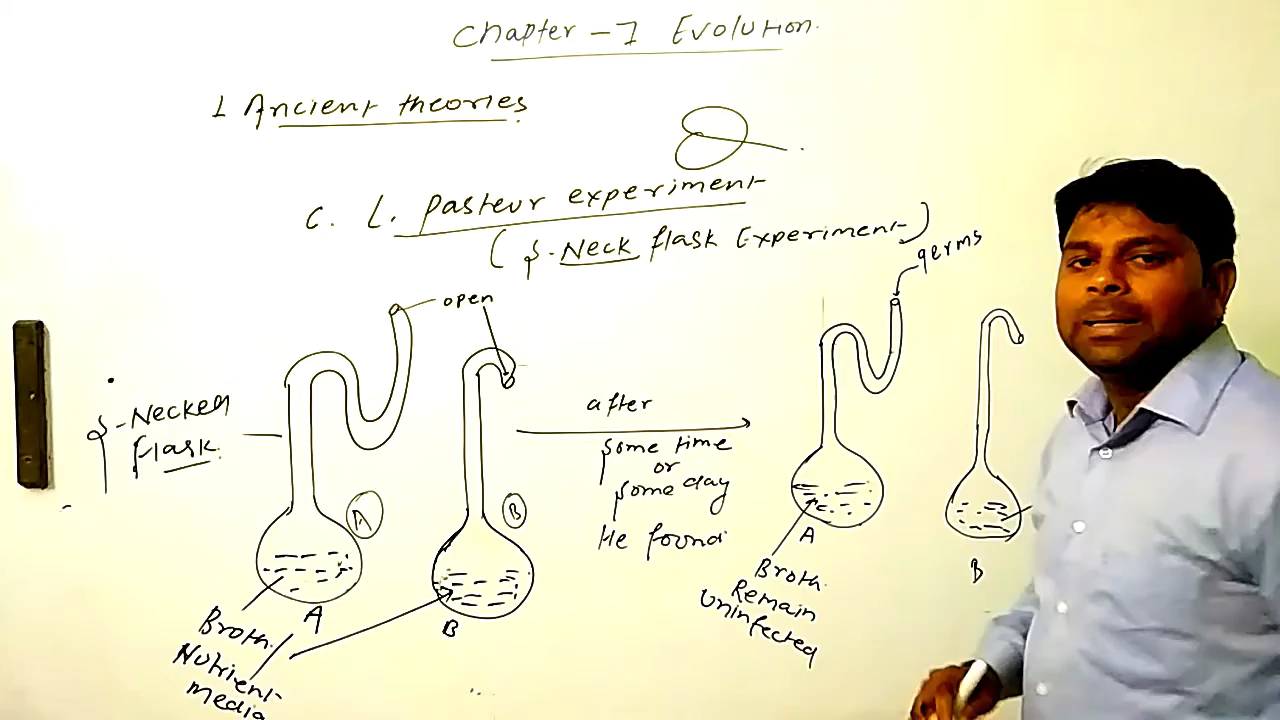 Chapter - 7 Evolution.
1 Ancient theories
C. L. Pasteur experiment
(S-Neck flask Experiment)
germs
open
S-Necked
flask.
after
some time
or
some day
He found
A
B
A
B
A
B
Broth.
Nutrient
media
Broth.
Remain
uninfected